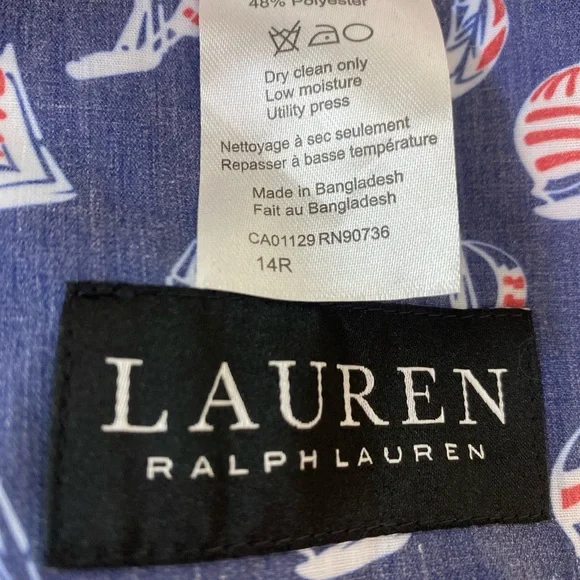 48% Polyester
Dry clean only
Low moisture
Utility press
Nettoyage à sec seulement
Repasser à basse température
Made in Bangladesh
Fait au Bangladesh
CA01129 RN90736
14R
LAUREN
RALPH LAUREN